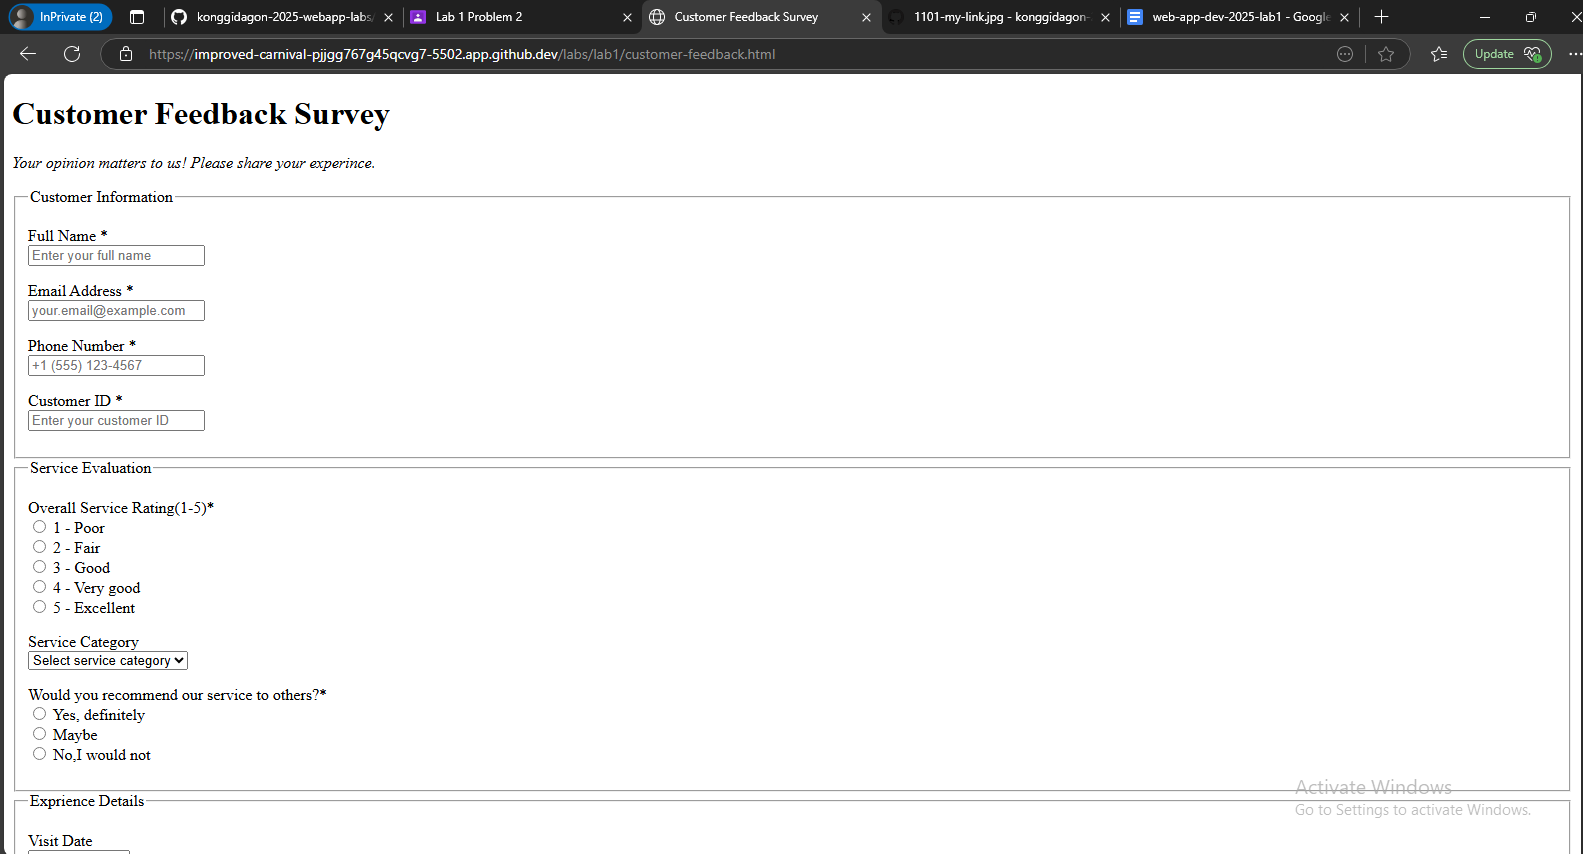 InPrivate (2)
konggidagon-2025-webapp-labs/
Lab 1 Problem 2
Customer Feedback Survey
1101-my-link.jpg - konggidagon-
web-app-dev-2025-lab1 - Google
https://improved-carnival-pjjgg767g45qcvg7-5502.app.github.dev/labs/lab1/customer-feedback.html
Update
Customer Feedback Survey
Your opinion matters to us! Please share your experince.
Customer Information
Full Name *
Enter your full name
Email Address *
your.email@example.com
Phone Number *
+1 (555) 123-4567
Customer ID *
Enter your customer ID
Service Evaluation
Overall Service Rating(1-5)*
1 - Poor
2 - Fair
3 - Good
4 - Very good
5 - Excellent
Service Category
Select service category
Would you recommend our service to others?*
Yes, definitely
Maybe
No,I would not
Exprience Details
Visit Date
Activate Windows
Go to Settings to activate Windows.